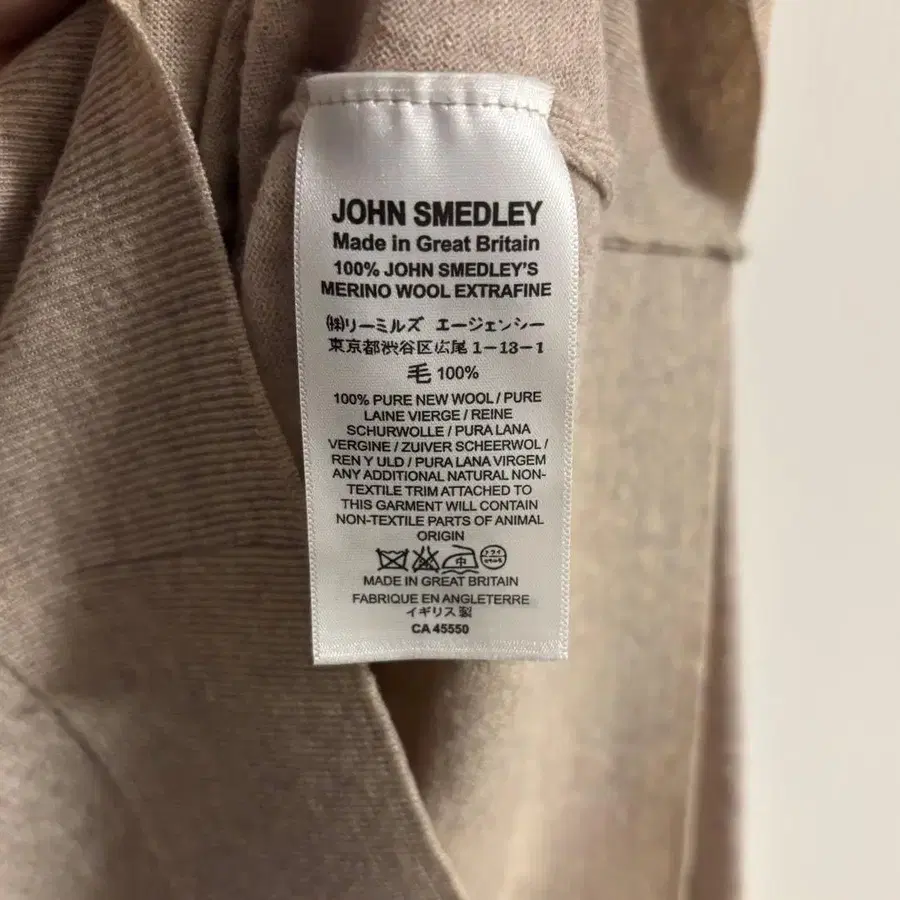 JOHN SMEDLEY
Made in Great Britain
100% JOHN SMEDLEY'S
MERINO WOOL EXTRAFINE
㈱リーミルズ エージェンシー
東京都渋谷区広尾1-13-1
毛 100%
100% PURE NEW WOOL / PURE
LAINE VIERGE / REINE
SCHURWOLLE / PURA LANA
VERGINE / ZUIVER SCHEERWOL /
REN Y ULD / PURA LANA VIRGEM
ANY ADDITIONAL NATURAL NON-
TEXTILE TRIM ATTACHED TO
THIS GARMENT WILL CONTAIN
NON-TEXTILE PARTS OF ANIMAL
ORIGIN
中 ドライ
MADE IN GREAT BRITAIN
FABRIQUE EN ANGLETERRE
イギリス製
CA 45550